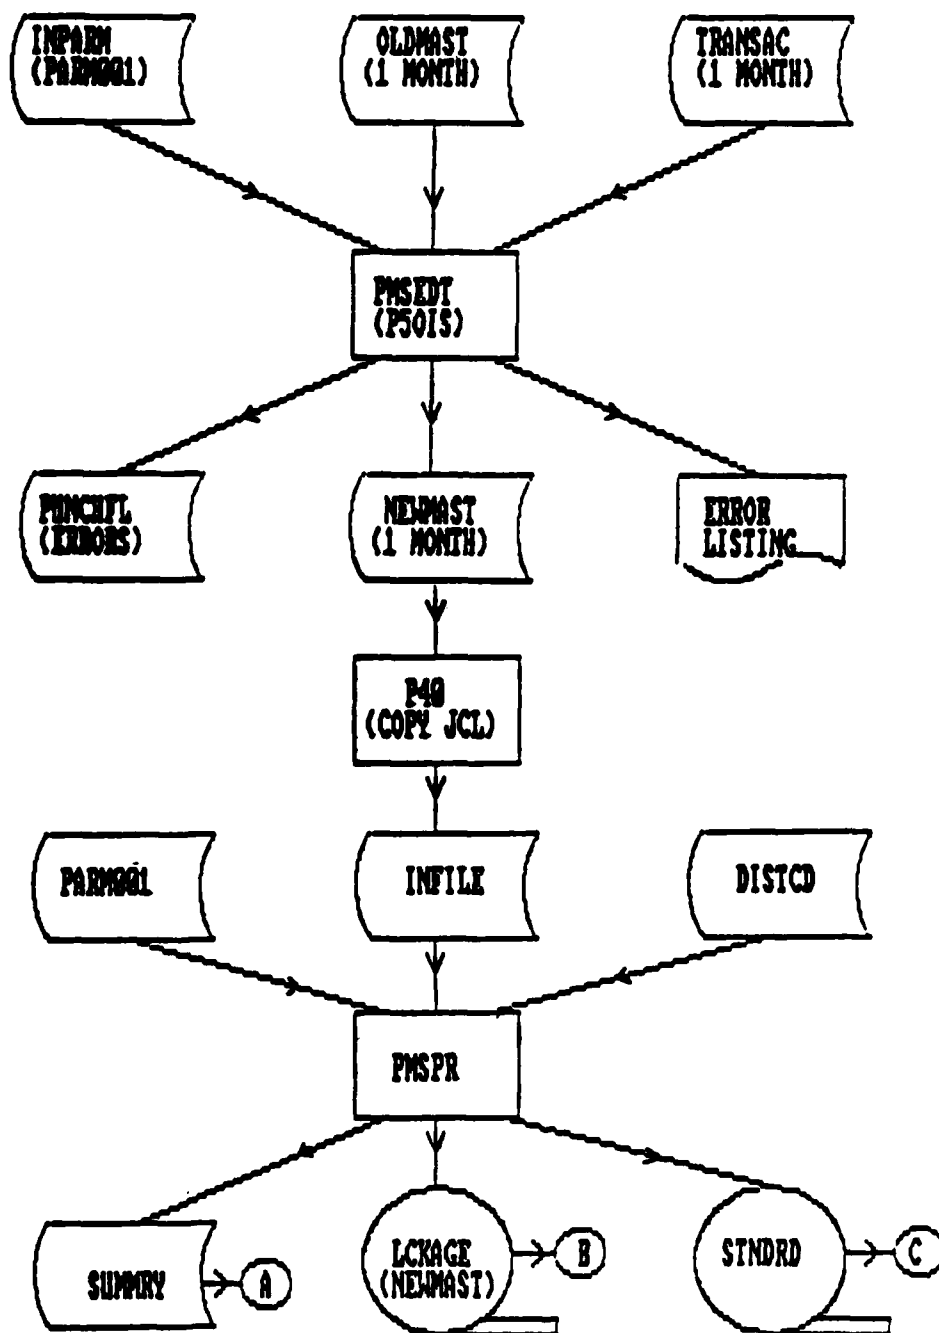 INPARM
(PARM001)
OLDMAST
(1 MONTH)
TRANSAC
(1 MONTH)
PMSEDT
(P50IS)
PUNCHFL
(ERRORS)
NEWMAST
(1 MONTH)
ERROR
LISTING
P40
(COPY JCL)
PARM001
INFILE
DISTCD
PMSPR
SUMMRY
A
LCKAGE
(NEWMAST)
B
STNDRD
C